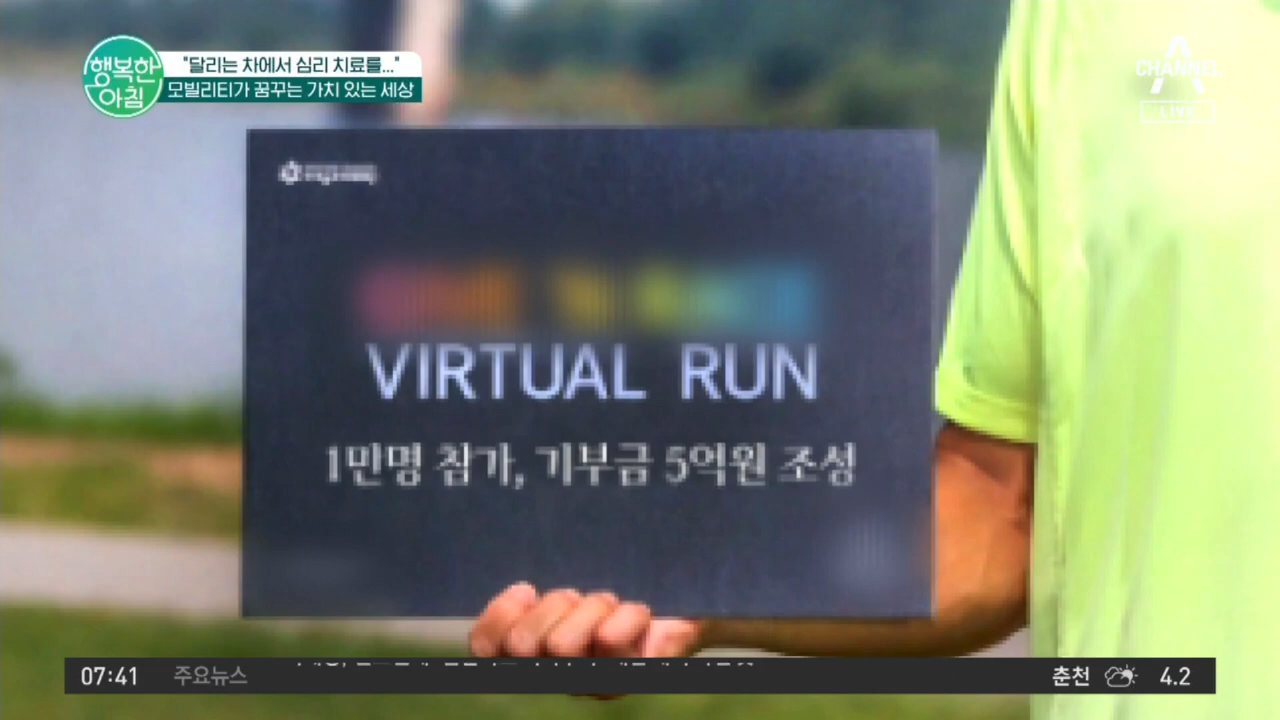 행복한
아침
"달리는 차에서 심리 치료를..."
모빌리티가 꿈꾸는 가치 있는 세상
CHANNEL A
LIVE
VIRTUAL RUN
1만명 참가, 기부금 5억원 조성
07:41
주요뉴스
춘천
4.2